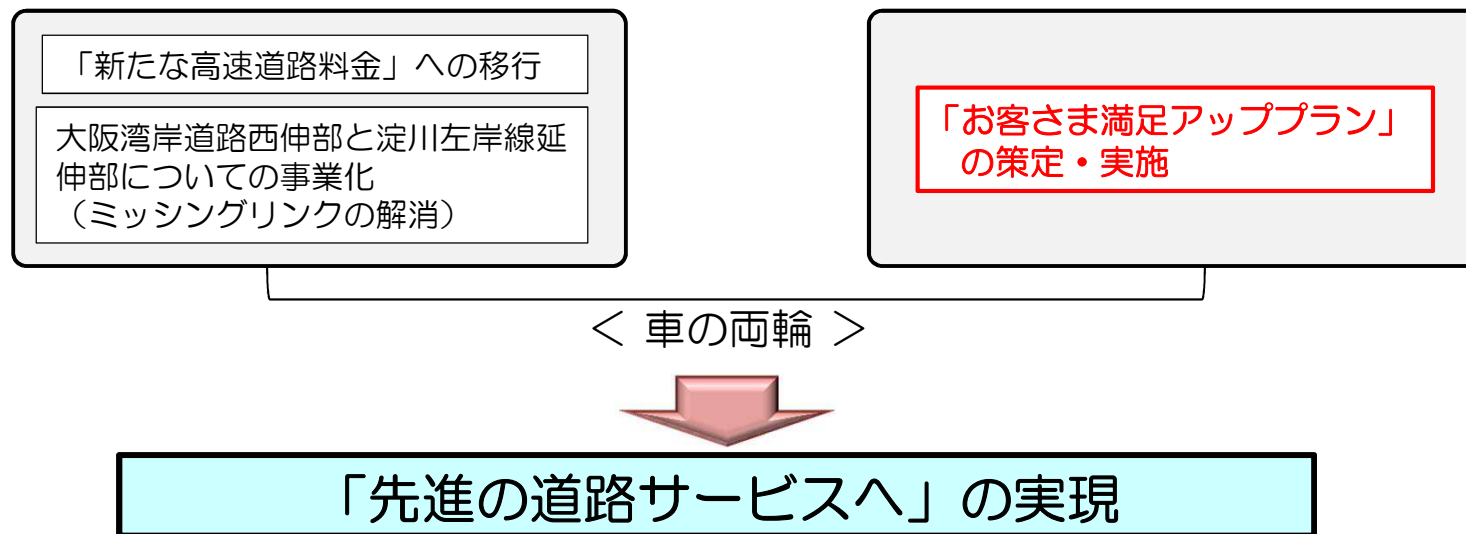 「新たな高速道路料金」への移行
大阪湾岸道路西伸部と淀川左岸線延
伸部についての事業化
（ミッシングリンクの解消）
「お客さま満足アッププラン」
の策定・実施
＜ 車の両輪 ＞
「先進の道路サービスへ」の実現